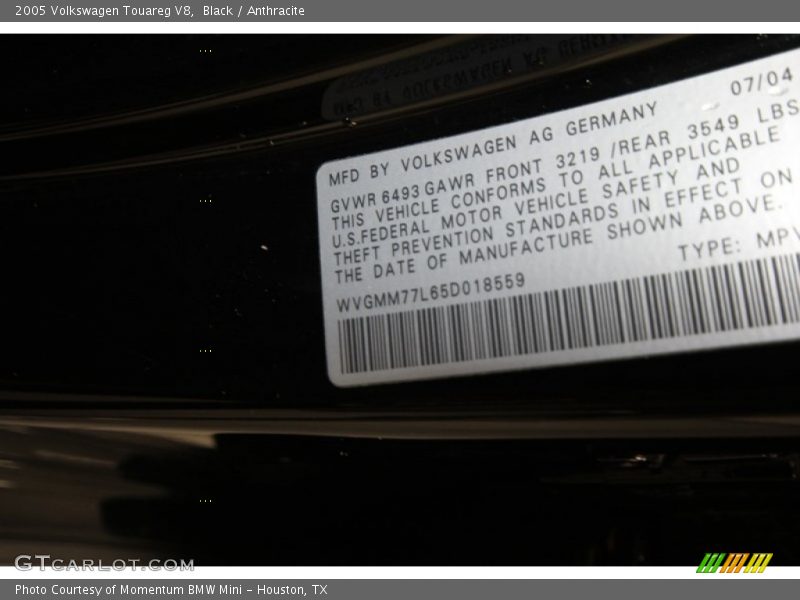 2005 Volkswagen Touareg V8, Black / Anthracite
07/04
MFD BY VOLKSWAGEN AG GERMANY
GVWR 6493 GAWR FRONT 3219 /REAR 3549 LBS
THIS VEHICLE CONFORMS TO ALL APPLICABLE
U.S.FEDERAL MOTOR VEHICLE SAFETY AND
THEFT PREVENTION STANDARDS IN EFFECT ON
THE DATE OF MANUFACTURE SHOWN ABOVE.
TYPE: MPV
WVGMM77L65D018559
GTCARLOT.COM
Photo Courtesy of Momentum BMW Mini - Houston, TX